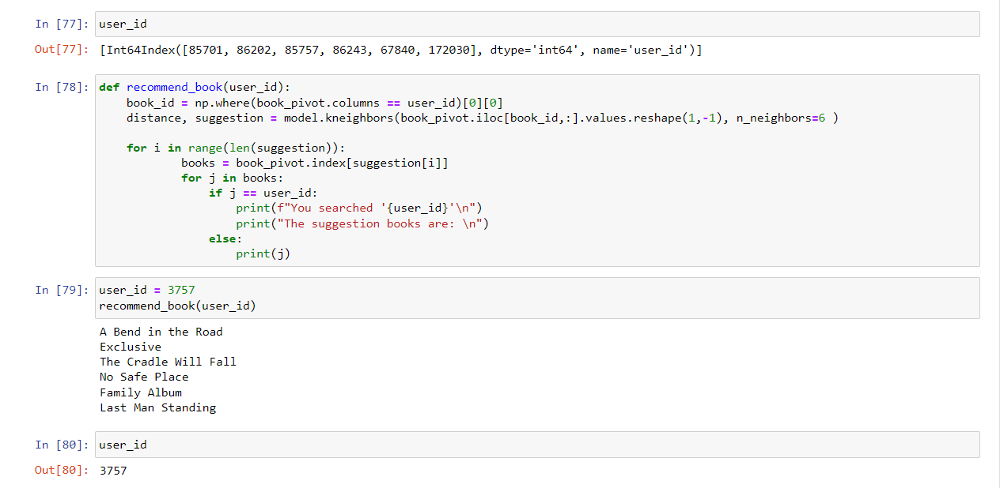 In [77]: user_id
Out[77]: [Int64Index([85701, 86202, 85757, 86243, 67840, 172030], dtype='int64', name='user_id')]
In [78]: def recommend_book(user_id):
    book_id = np.where(book_pivot.columns == user_id)[0][0]
    distance, suggestion = model.kneighbors(book_pivot.iloc[book_id,:].values.reshape(1,-1), n_neighbors=6 )
    for i in range(len(suggestion)):
            books = book_pivot.index[suggestion[i]]
            for j in books:
                if j == user_id:
                    print(f"You searched '{user_id}'\n")
                    print("The suggestion books are: \n")
                else:
                    print(j)
In [79]: user_id = 3757
recommend_book(user_id)
A Bend in the Road
Exclusive
The Cradle Will Fall
No Safe Place
Family Album
Last Man Standing
In [80]: user_id
Out[80]: 3757